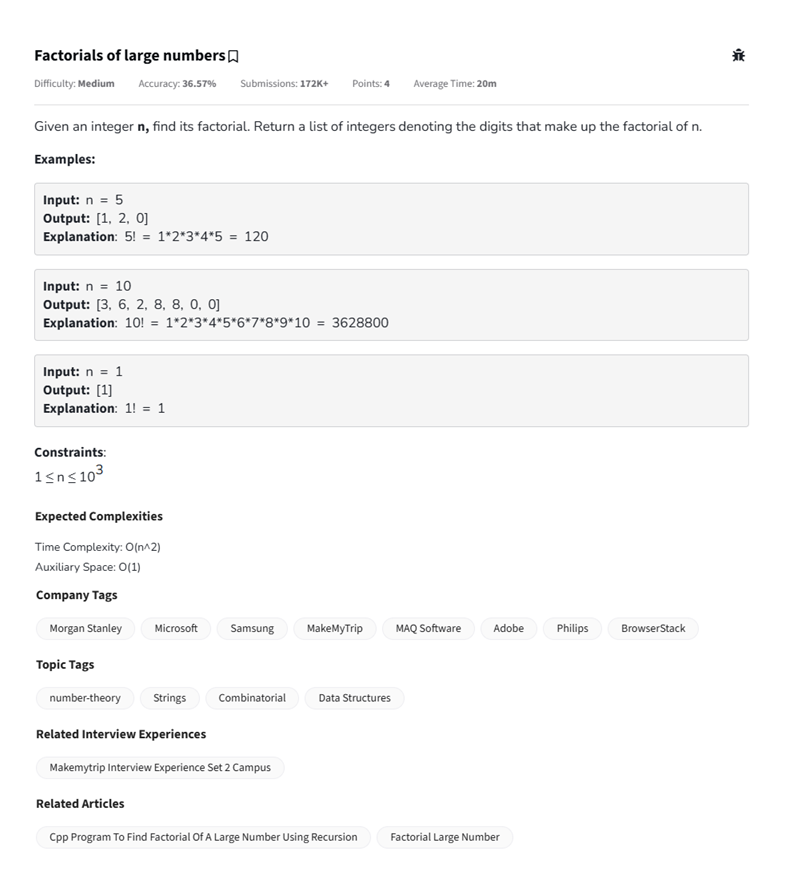 Factorials of large numbers
Difficulty: Medium Accuracy: 36.57% Submissions: 172K+ Points: 4 Average Time: 20m
Given an integer n, find its factorial. Return a list of integers denoting the digits that make up the factorial of n.
Examples:
Input: n = 5
Output: [1, 2, 0]
Explanation: 5! = 1*2*3*4*5 = 120
Input: n = 10
Output: [3, 6, 2, 8, 8, 0, 0]
Explanation: 10! = 1*2*3*4*5*6*7*8*9*10 = 3628800
Input: n = 1
Output: [1]
Explanation: 1! = 1
Constraints:
1 ≤ n ≤ 10³
Expected Complexities
Time Complexity: O(n^2)
Auxiliary Space: O(1)
Company Tags
Morgan Stanley Microsoft Samsung MakeMyTrip MAQ Software Adobe Philips BrowserStack
Topic Tags
number-theory Strings Combinatorial Data Structures
Related Interview Experiences
Makemytrip Interview Experience Set 2 Campus
Related Articles
Cpp Program To Find Factorial Of A Large Number Using Recursion Factorial Large Number